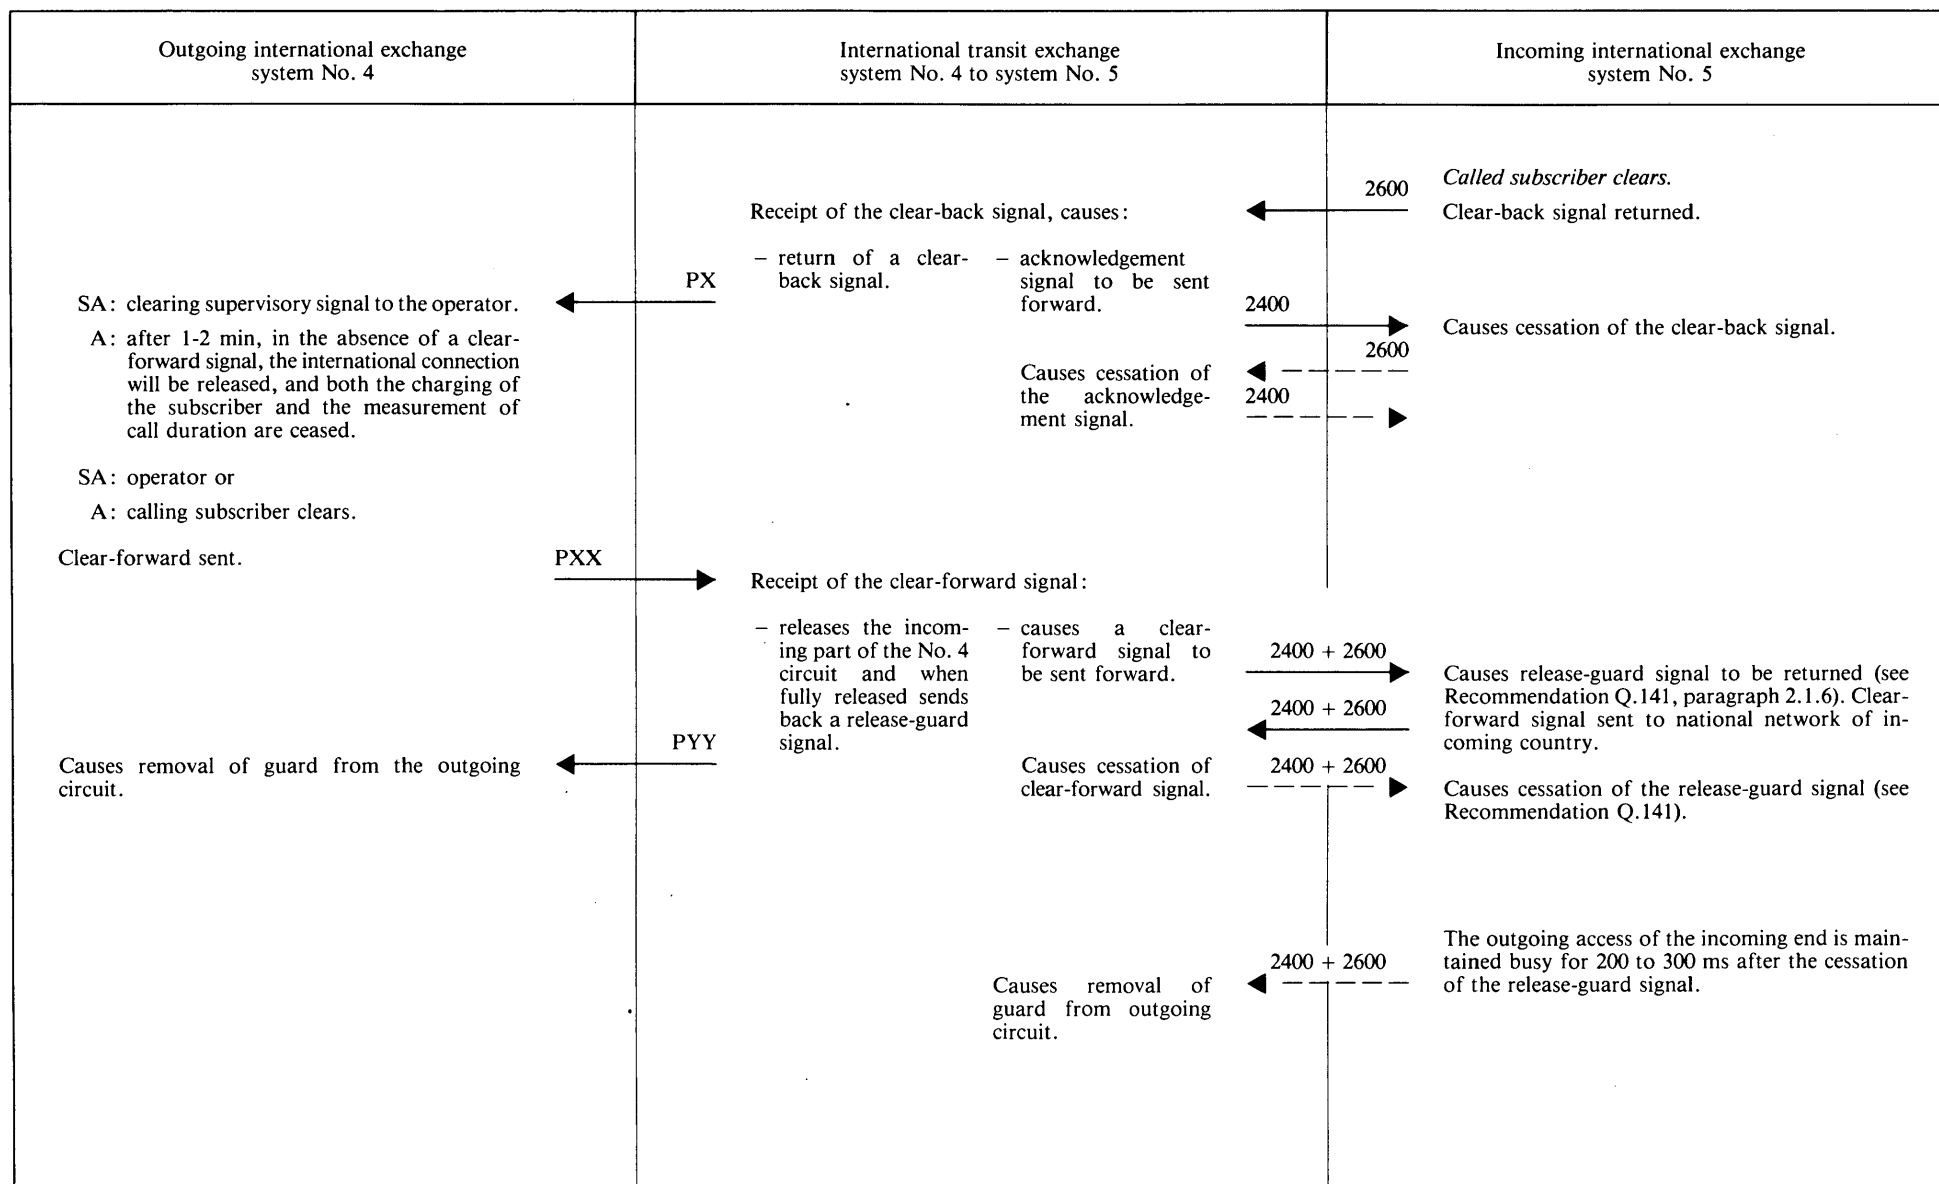 Outgoing international exchange
system No. 4
International transit exchange
system No. 4 to system No. 5
Incoming international exchange
system No. 5
Called subscriber clears.
2600
Receipt of the clear-back signal, causes:
Clear-back signal returned.
– return of a clear-
back signal.
– acknowledgement
signal to be sent
forward.
PX
SA: clearing supervisory signal to the operator.
2400
Causes cessation of the clear-back signal.
A: after 1-2 min, in the absence of a clear-
forward signal, the international connection
will be released, and both the charging of
the subscriber and the measurement of
call duration are ceased.
2600
Causes cessation of
the acknowledge-
ment signal.
2400
SA: operator or
A: calling subscriber clears.
Clear-forward sent.
PXX
Receipt of the clear-forward signal:
– releases the incom-
ing part of the No. 4
circuit and when
fully released sends
back a release-guard
signal.
– causes a clear-
forward signal to
be sent forward.
2400 + 2600
Causes release-guard signal to be returned (see
Recommendation Q.141, paragraph 2.1.6). Clear-
forward signal sent to national network of in-
coming country.
2400 + 2600
PYY
Causes removal of guard from the outgoing
circuit.
Causes cessation of
clear-forward signal.
2400 + 2600
Causes cessation of the release-guard signal (see
Recommendation Q.141).
The outgoing access of the incoming end is main-
tained busy for 200 to 300 ms after the cessation
of the release-guard signal.
2400 + 2600
Causes removal of
guard from outgoing
circuit.